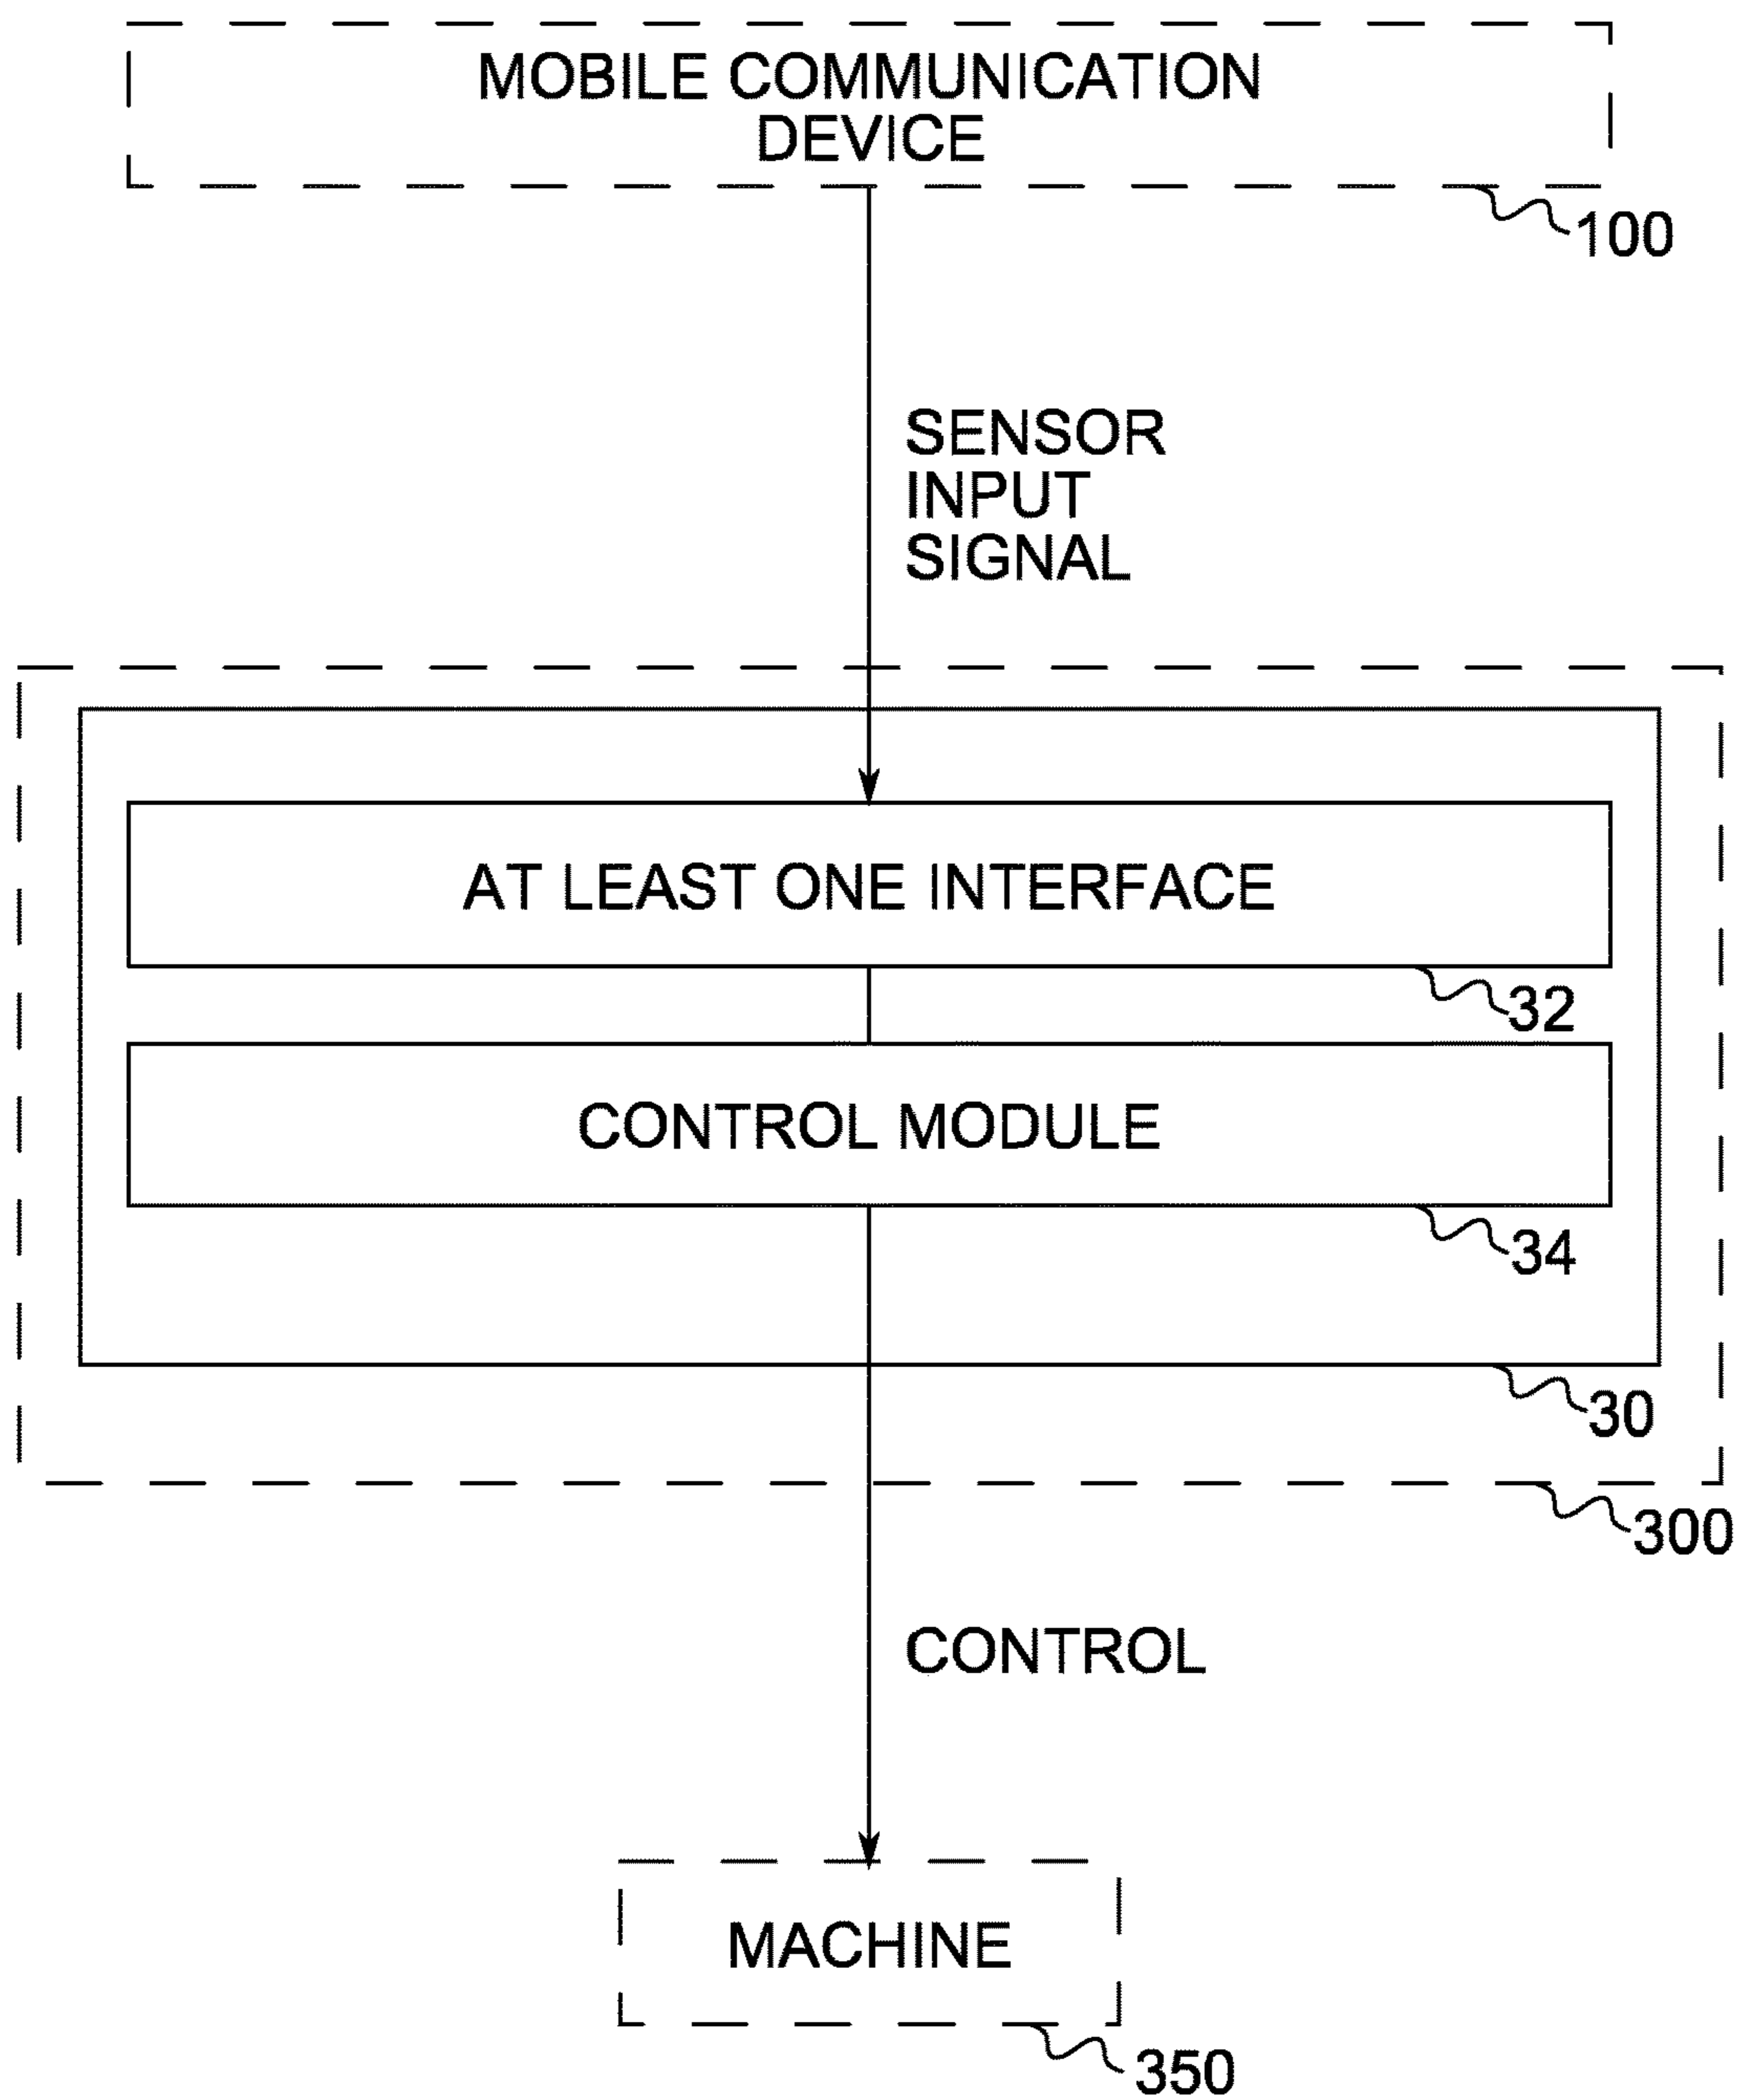 MOBILE COMMUNICATION
DEVICE
100
SENSOR
INPUT
SIGNAL
AT LEAST ONE INTERFACE
32
CONTROL MODULE
34
30
300
CONTROL
MACHINE
350